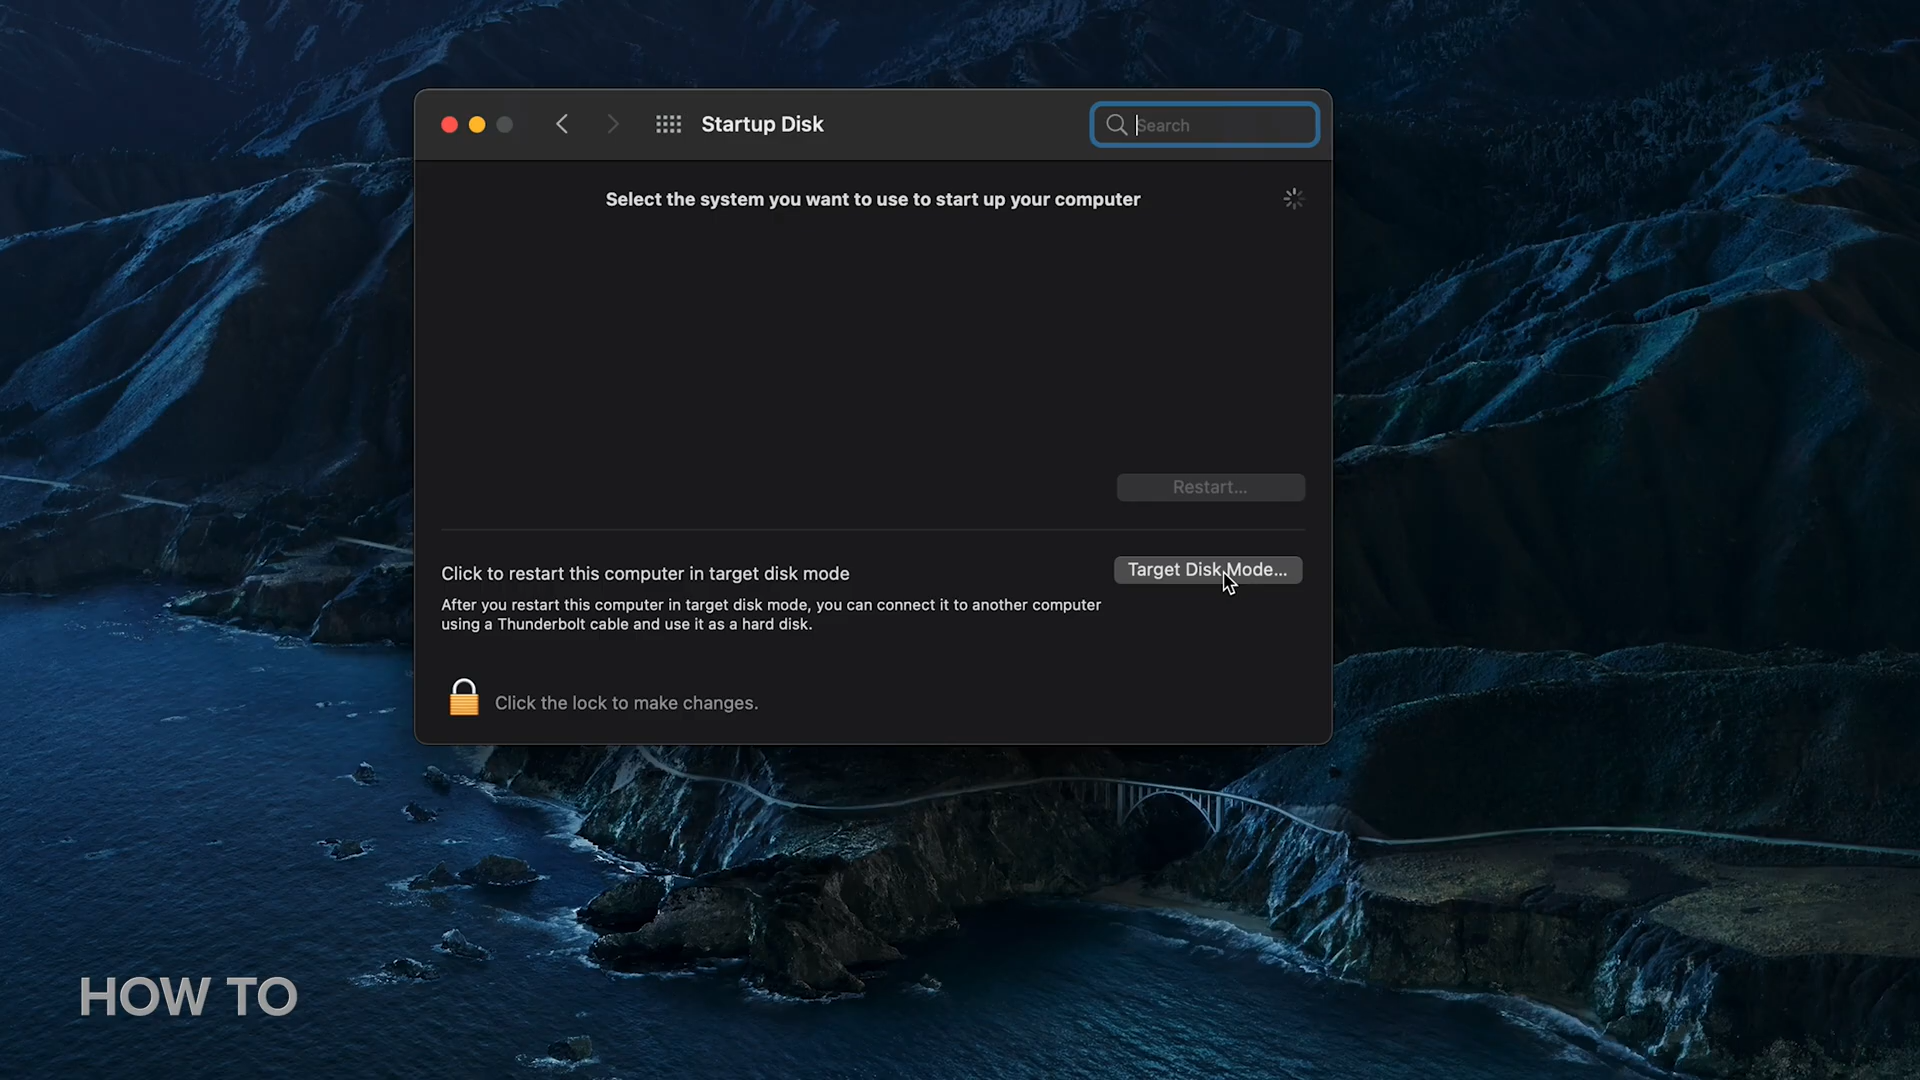 Startup Disk
Search
Select the system you want to use to start up your computer
Restart...
Click to restart this computer in target disk mode
Target Disk Mode...
After you restart this computer in target disk mode, you can connect it to another computer
using a Thunderbolt cable and use it as a hard disk.
Click the lock to make changes.
HOW TO